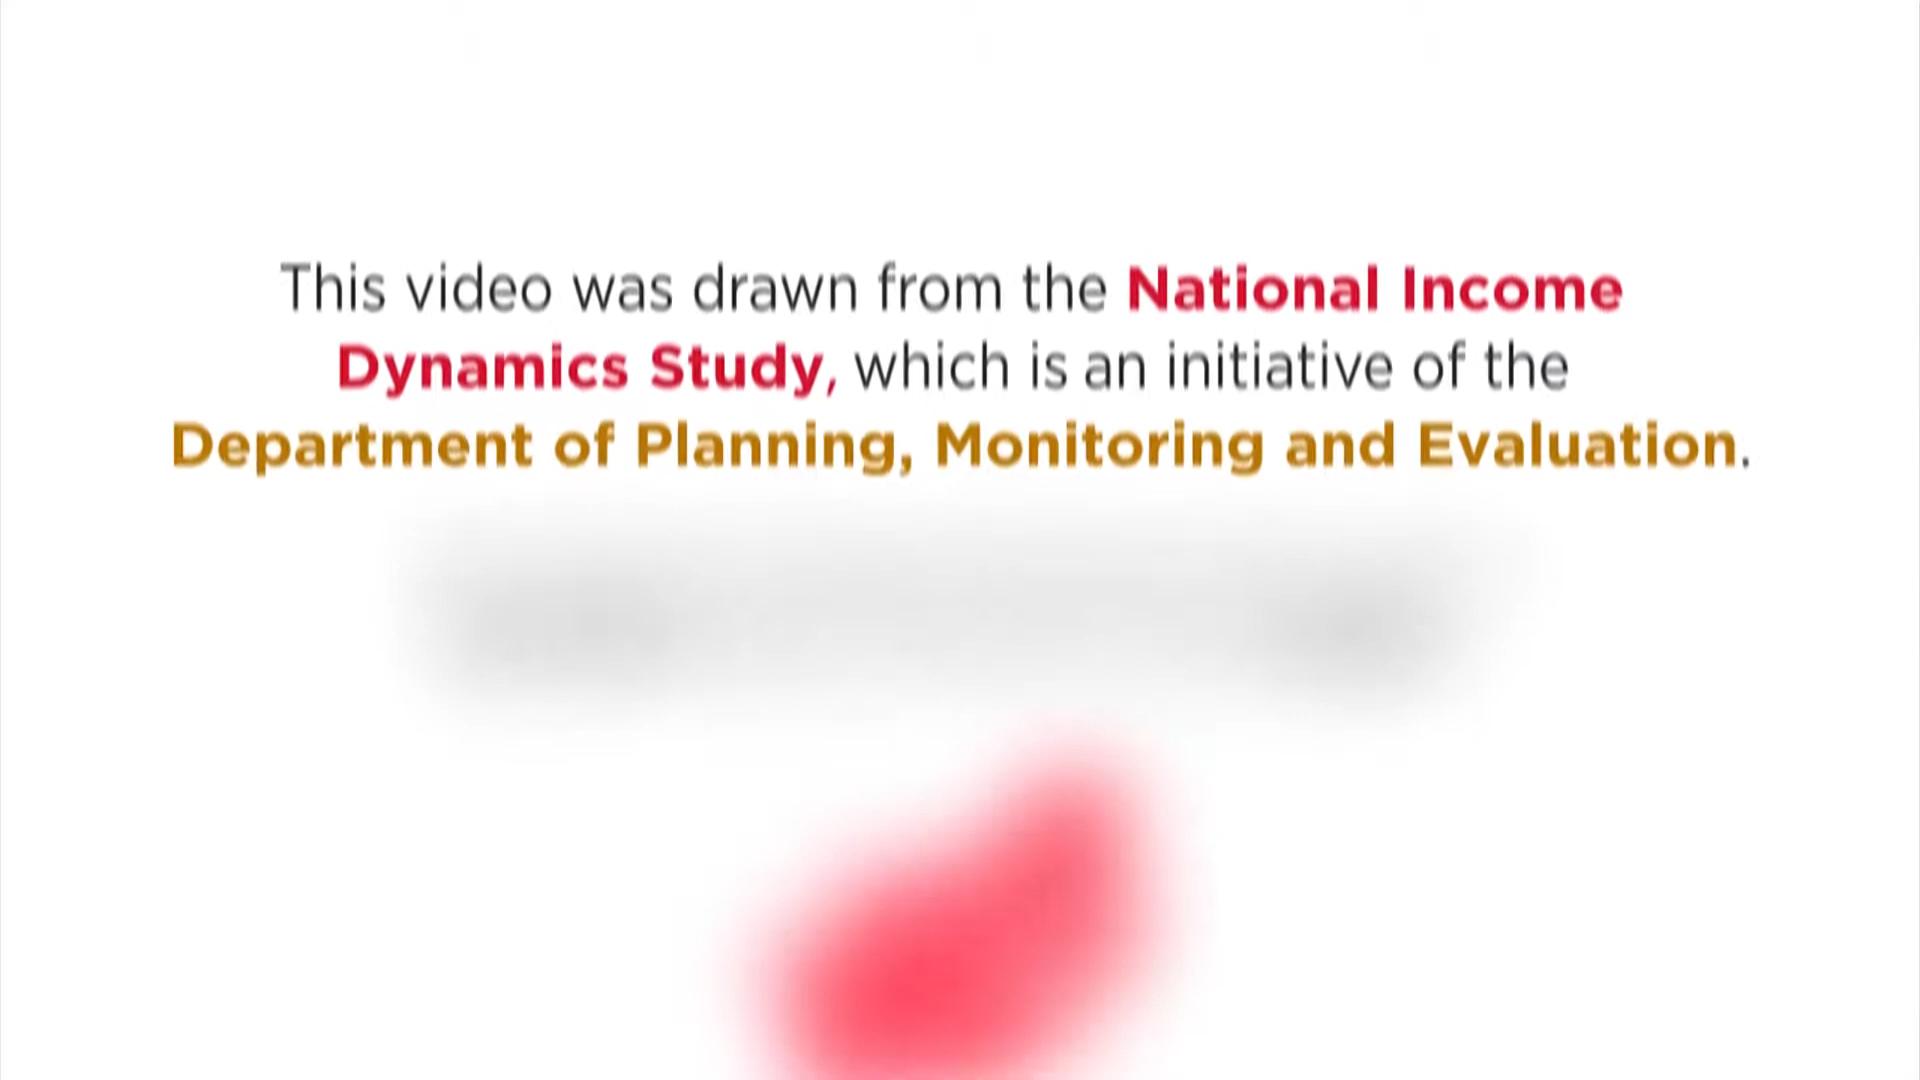 This video was drawn from the National Income
Dynamics Study, which is an initiative of the
Department of Planning, Monitoring and Evaluation.